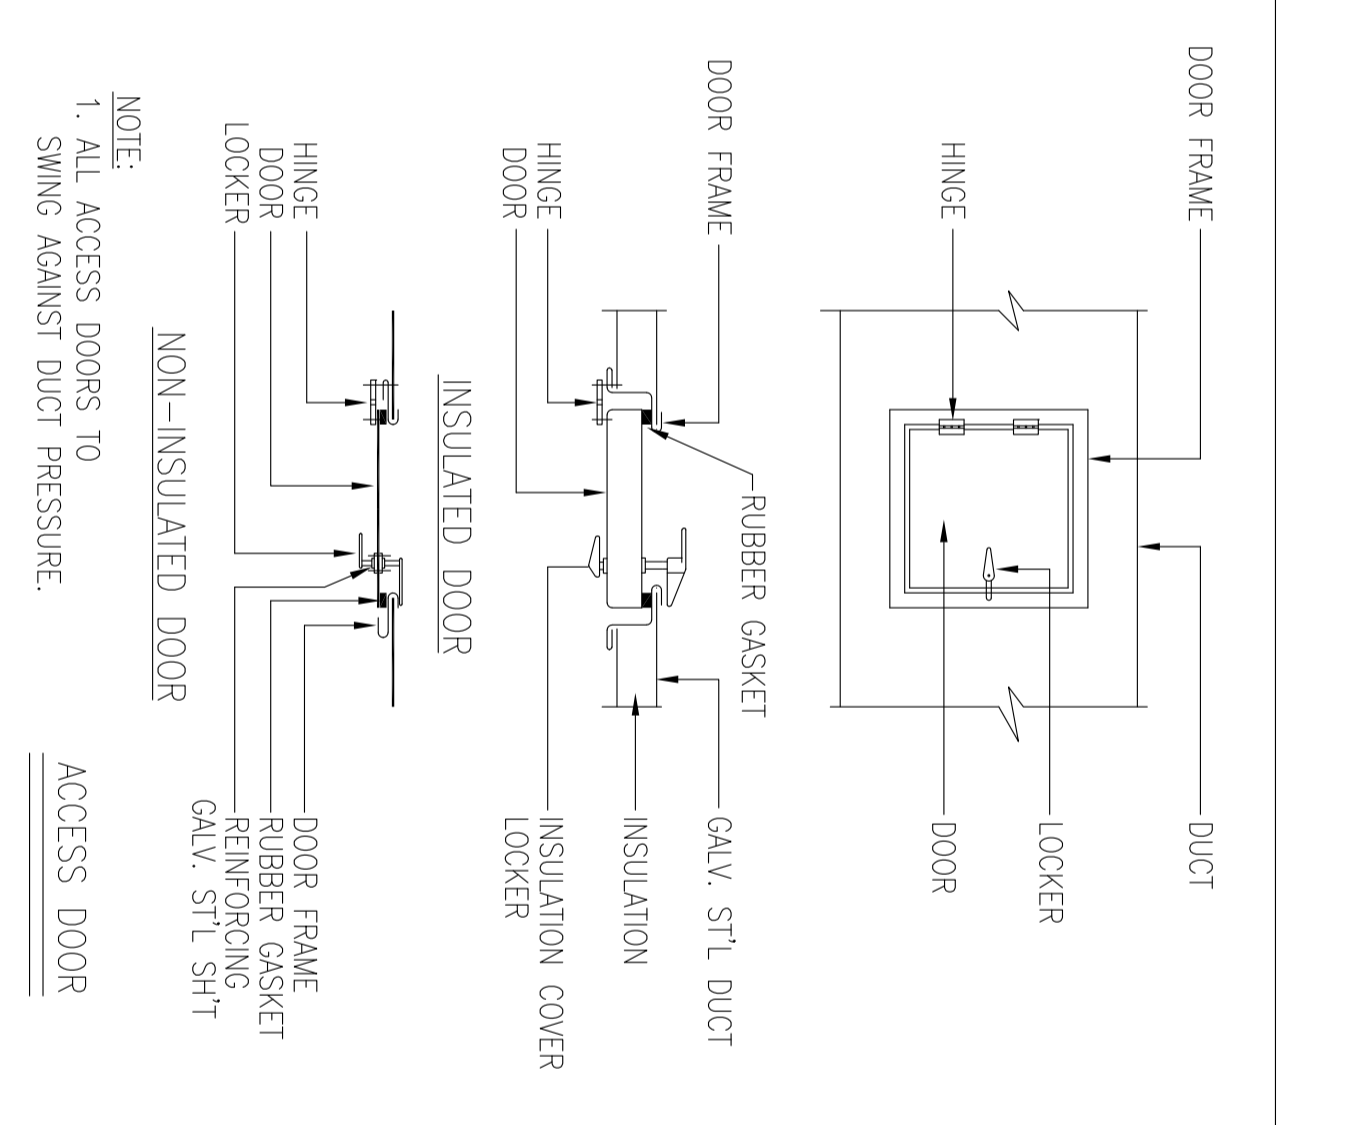 DOOR FRAME
DUCT
LOCKER
HINGE
DOOR
DOOR FRAME
RUBBER GASKET
GALV. ST'L DUCT
INSULATION
HINGE
DOOR
INSULATION COVER
LOCKER
INSULATED DOOR
HINGE
DOOR
LOCKER
DOOR FRAME
RUBBER GASKET
REINFORCING
GALV. ST'L SH'T
NON-INSULATED DOOR
NOTE:
1. ALL ACCESS DOORS TO
SWING AGAINST DUCT PRESSURE.
ACCESS DOOR